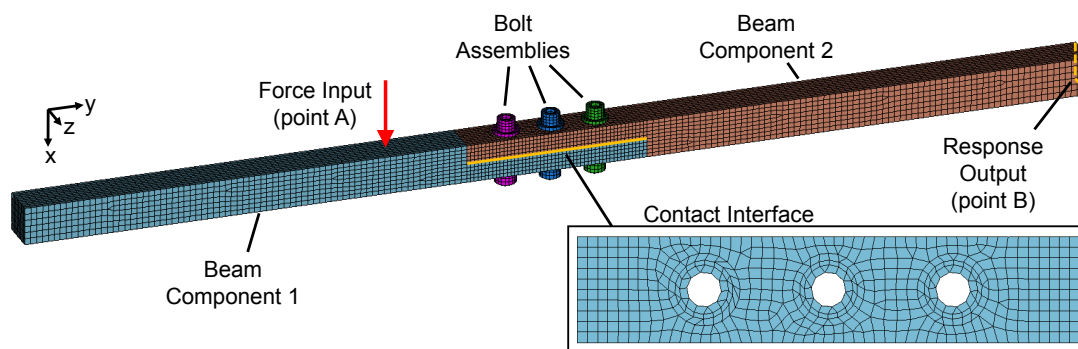 Bolt
Assemblies
Beam
Component 2
Force Input
(point A)
y
z
x
Response
Output
(point B)
Contact Interface
Beam
Component 1